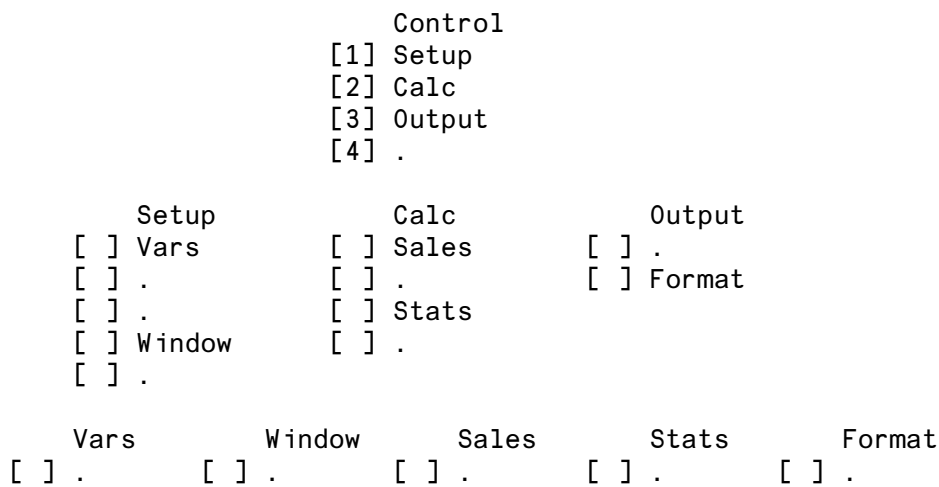 Control
[1] Setup
[2] Calc
[3] Output
[4] .
Setup Calc Output
[ ] Vars [ ] Sales [ ] .
[ ] . [ ] . [ ] Format
[ ] . [ ] Stats
[ ] Window [ ] .
[ ] .
Vars Window Sales Stats Format
[ ] . [ ] . [ ] . [ ] . [ ] .